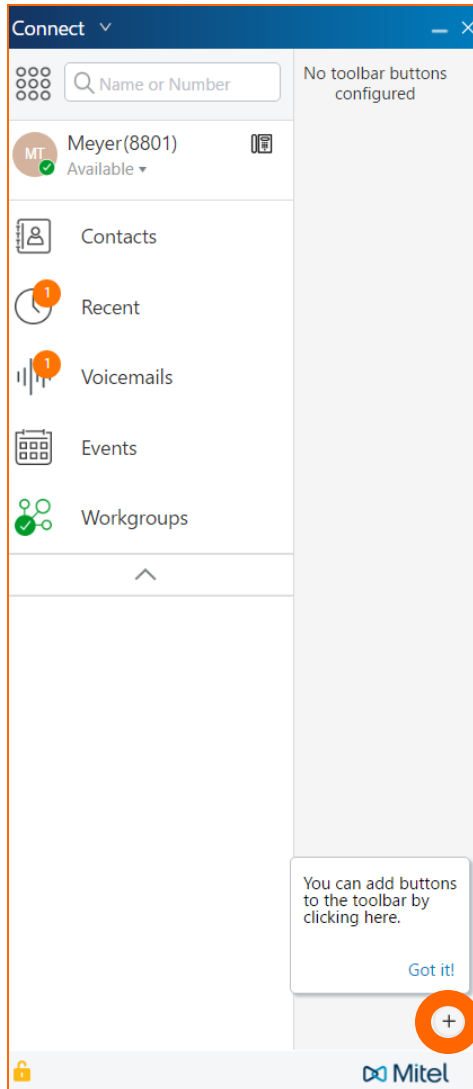 Connect
Name or Number
No toolbar buttons
configured
MT
Meyer(8801)
Available
Contacts
1
Recent
1
Voicemails
Events
Workgroups
You can add buttons
to the toolbar by
clicking here.
Got it!
+
Mitel